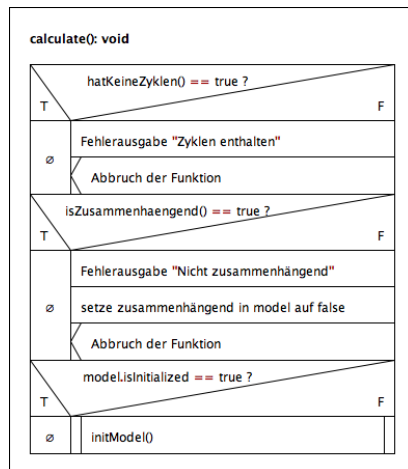 calculate(): void
hatKeineZyklen() == true ?
T F
ø Fehlerausgabe "Zyklen enthalten"
Abbruch der Funktion
isZusammenhaengend() == true ?
T F
Fehlerausgabe "Nicht zusammenhängend"
ø setze zusammenhängend in model auf false
Abbruch der Funktion
model.isInitialized == true ?
T F
ø initModel()